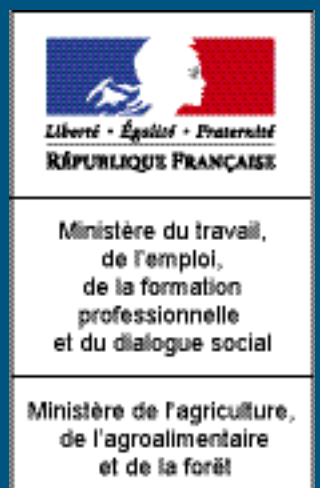 Liberté • Égalité • Fraternité
RÉPUBLIQUE FRANÇAISE
Ministère du travail,
de l'emploi,
de la formation
professionnelle
et du dialogue social
Ministère de l'agriculture,
de l'agroalimentaire
et de la forêt